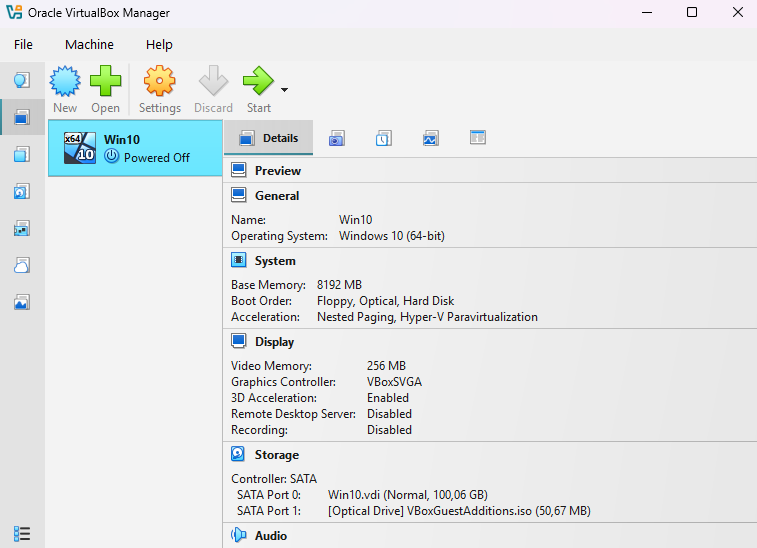 Oracle VirtualBox Manager
File Machine Help
New Open Settings Discard Start
x64 10 Win10
Powered Off
Details
Preview
General
Name: Win10
Operating System: Windows 10 (64-bit)
System
Base Memory: 8192 MB
Boot Order: Floppy, Optical, Hard Disk
Acceleration: Nested Paging, Hyper-V Paravirtualization
Display
Video Memory: 256 MB
Graphics Controller: VBoxSVGA
3D Acceleration: Enabled
Remote Desktop Server: Disabled
Recording: Disabled
Storage
Controller: SATA
SATA Port 0: Win10.vdi (Normal, 100,06 GB)
SATA Port 1: [Optical Drive] VBoxGuestAdditions.iso (50,67 MB)
Audio